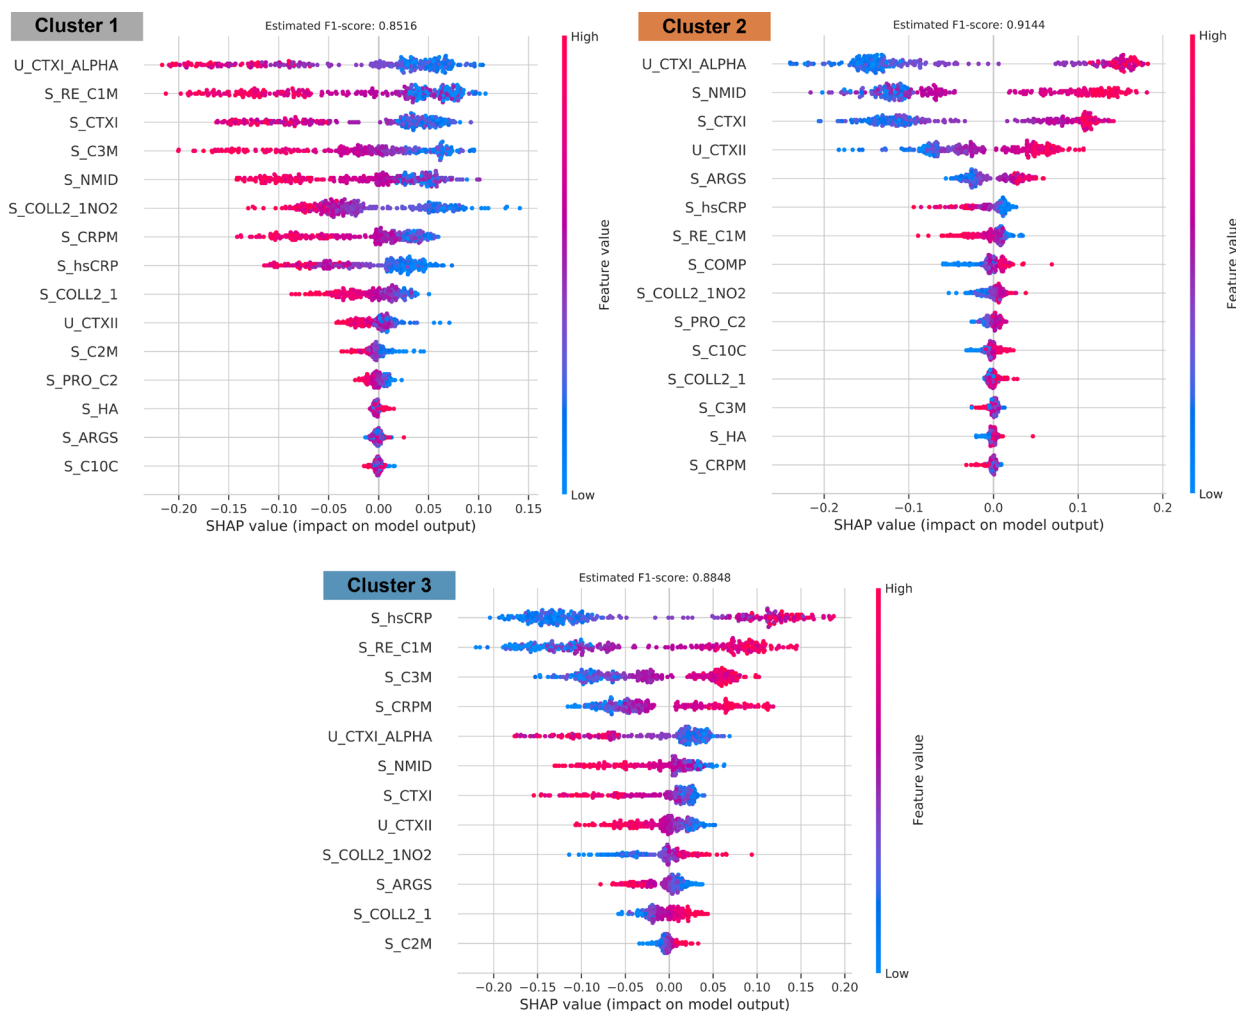 Cluster 1
Estimated F1-score: 0.8516
High
U_CTXI_ALPHA
S_RE_C1M
S_CTXI
S_C3M
S_NMID
S_COLL2_1NO2
S_CRPM
S_hsCRP
S_COLL2_1
U_CTXII
S_C2M
S_PRO_C2
S_HA
S_ARGS
S_C10C
Feature value
Low
−0.20 −0.15 −0.10 −0.05 0.00 0.05 0.10 0.15
SHAP value (impact on model output)
Cluster 2
Estimated F1-score: 0.9144
High
U_CTXI_ALPHA
S_NMID
S_CTXI
U_CTXII
S_ARGS
S_hsCRP
S_RE_C1M
S_COMP
S_COLL2_1NO2
S_PRO_C2
S_C10C
S_COLL2_1
S_C3M
S_HA
S_CRPM
Feature value
Low
−0.2 −0.1 0.0 0.1 0.2
SHAP value (impact on model output)
Cluster 3
Estimated F1-score: 0.8848
High
S_hsCRP
S_RE_C1M
S_C3M
S_CRPM
U_CTXI_ALPHA
S_NMID
S_CTXI
U_CTXII
S_COLL2_1NO2
S_ARGS
S_COLL2_1
S_C2M
Feature value
Low
−0.20 −0.15 −0.10 −0.05 0.00 0.05 0.10 0.15 0.20
SHAP value (impact on model output)